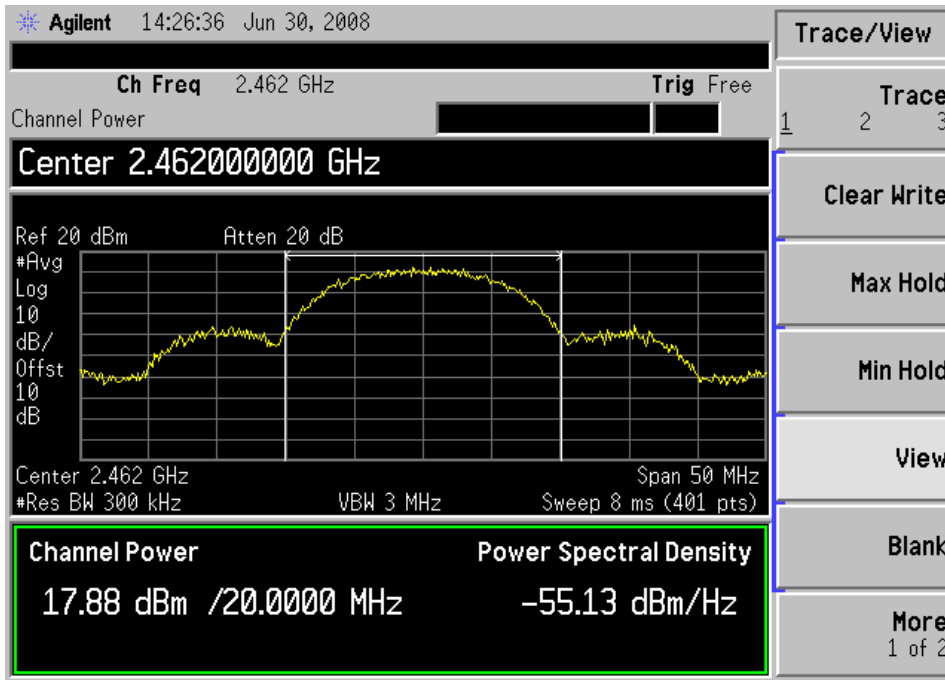 Agilent 14:26:36 Jun 30, 2008
Trace/View
Ch Freq 2.462 GHz Trig Free
Channel Power
Center 2.462000000 GHz
Ref 20 dBm Atten 20 dB
#Avg
Log
10
dB/
Offst
10
dB
Center 2.462 GHz Span 50 MHz
#Res BW 300 kHz VBW 3 MHz Sweep 8 ms (401 pts)
Channel Power Power Spectral Density
17.88 dBm /20.0000 MHz -55.13 dBm/Hz
Trace
1 2 3
Clear Write
Max Hold
Min Hold
View
Blank
More
1 of 2